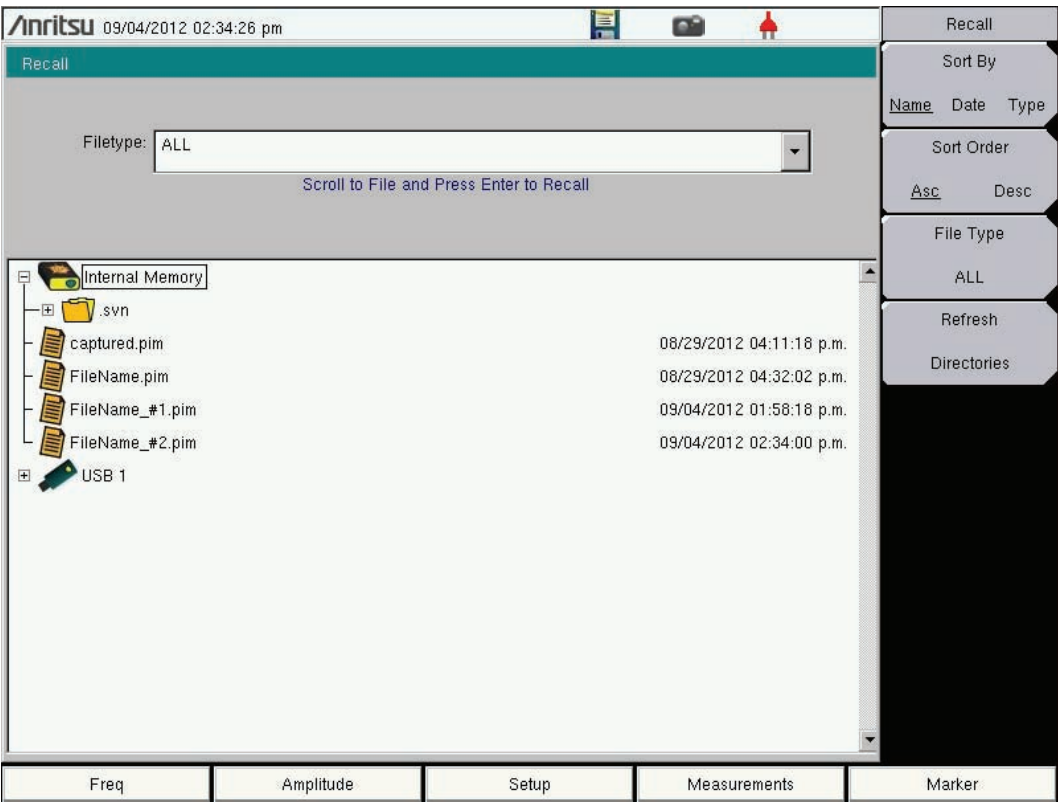 Anritsu 09/04/2012 02:34:26 pm
Recall
Filetype: ALL
Scroll to File and Press Enter to Recall
Internal Memory
.svn
captured.pim 08/29/2012 04:11:18 p.m.
FileName.pim 08/29/2012 04:32:02 p.m.
FileName_#1.pim 09/04/2012 01:58:18 p.m.
FileName_#2.pim 09/04/2012 02:34:00 p.m.
USB 1
Recall
Sort By
Name Date Type
Sort Order
Asc Desc
File Type
ALL
Refresh
Directories
Freq Amplitude Setup Measurements Marker